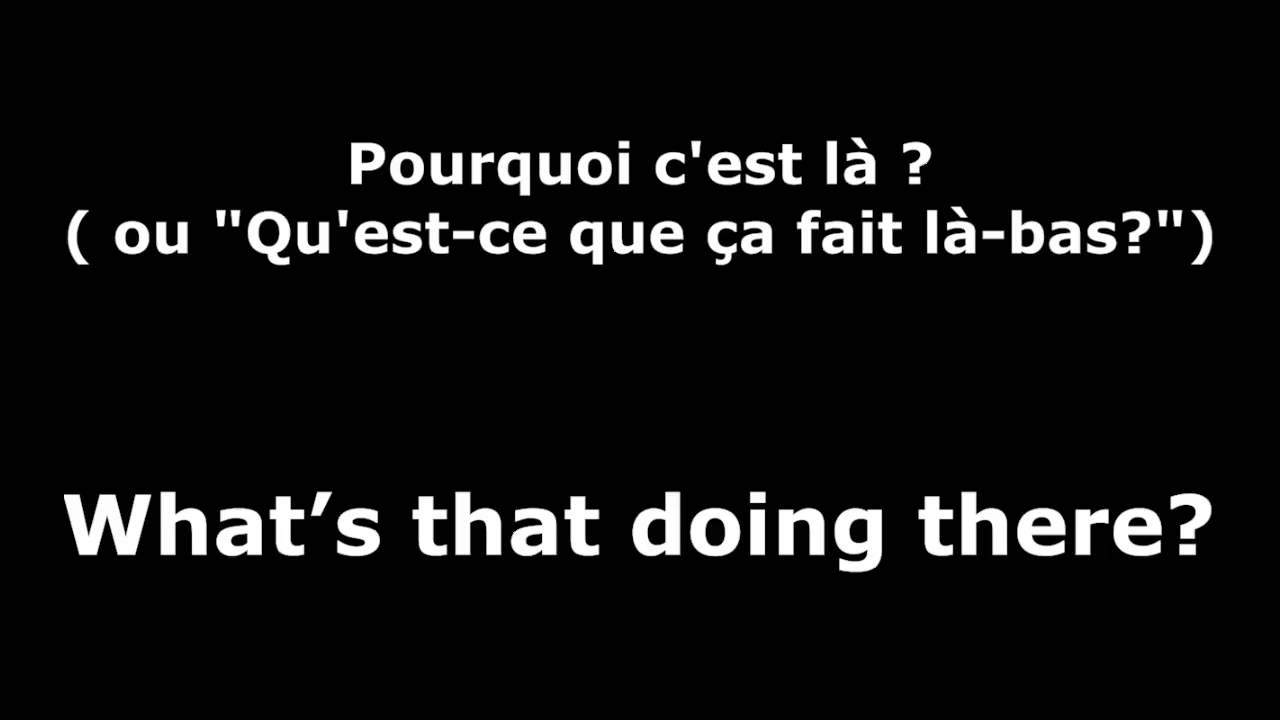 Pourquoi c'est là ?
( ou "Qu'est-ce que ça fait là-bas?")
What’s that doing there?